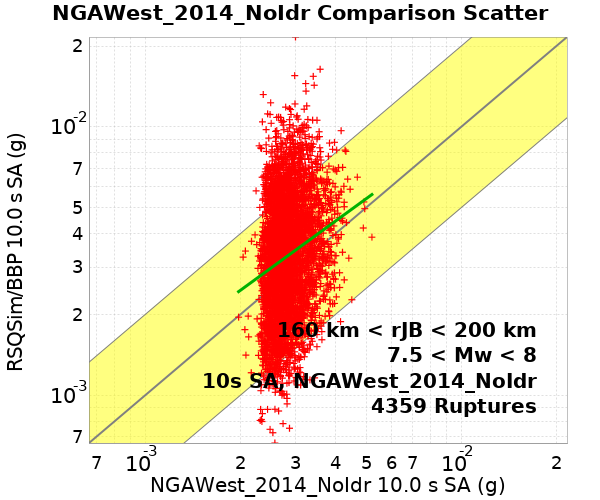 NGAWest_2014_NoIdr Comparison Scatter
RSQSim/BBP 10.0 s SA (g)
2
10-2
7
5
4
3
2
10-3
7
160 km < rJB < 200 km
7.5 < Mw < 8
10s SA, NGAWest_2014_NoIdr
4359 Ruptures
7 10-3 2 3 4 5 6 7 10-2 2
NGAWest_2014_NoIdr 10.0 s SA (g)